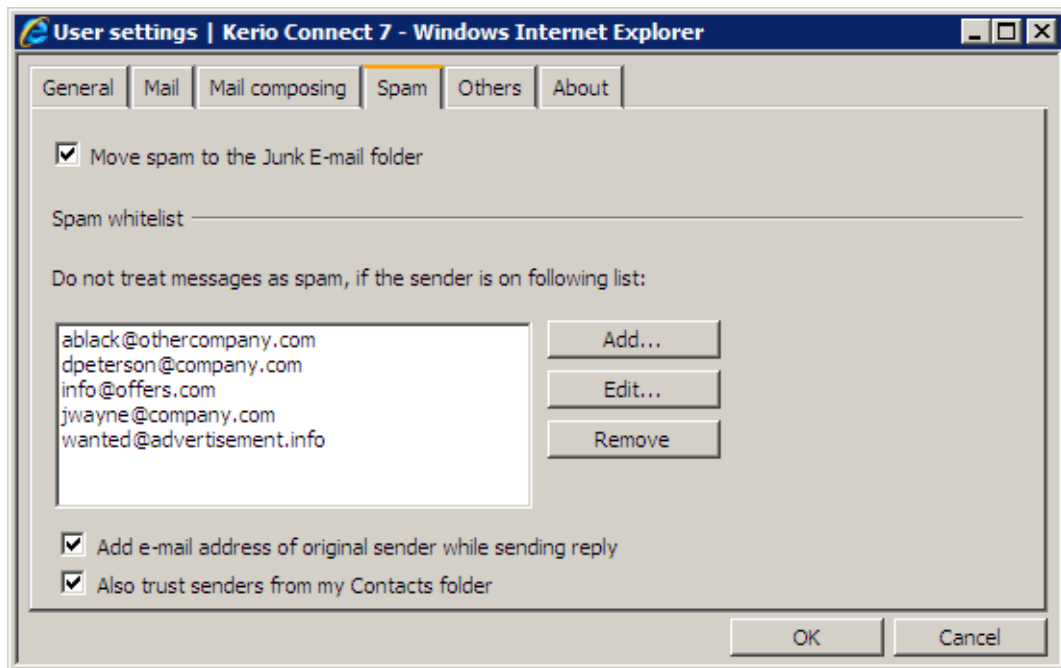 User settings | Kerio Connect 7 - Windows Internet Explorer
General Mail Mail composing Spam Others About
Move spam to the Junk E-mail folder
Spam whitelist
Do not treat messages as spam, if the sender is on following list:
ablack@othercompany.com
dpeterson@company.com
info@offers.com
jwayne@company.com
wanted@advertisement.info
Add...
Edit...
Remove
Add e-mail address of original sender while sending reply
Also trust senders from my Contacts folder
OK Cancel